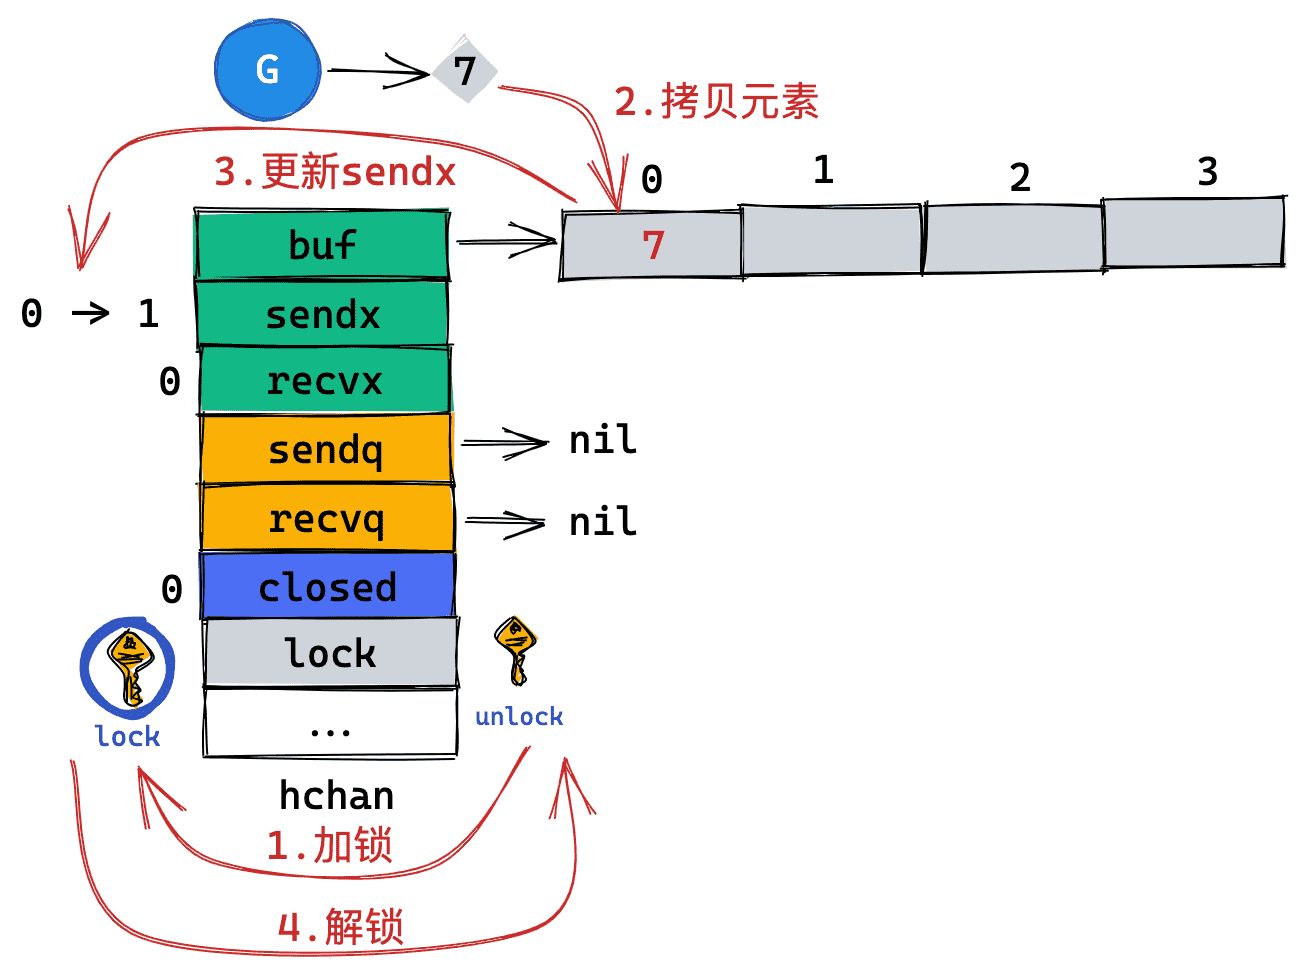 G
7
2.拷贝元素
3.更新sendx
0
1
2
3
buf
7
0 → 1
sendx
0
recvx
sendq
nil
recvq
nil
0
closed
lock
lock
unlock
...
hchan
1.加锁
4.解锁